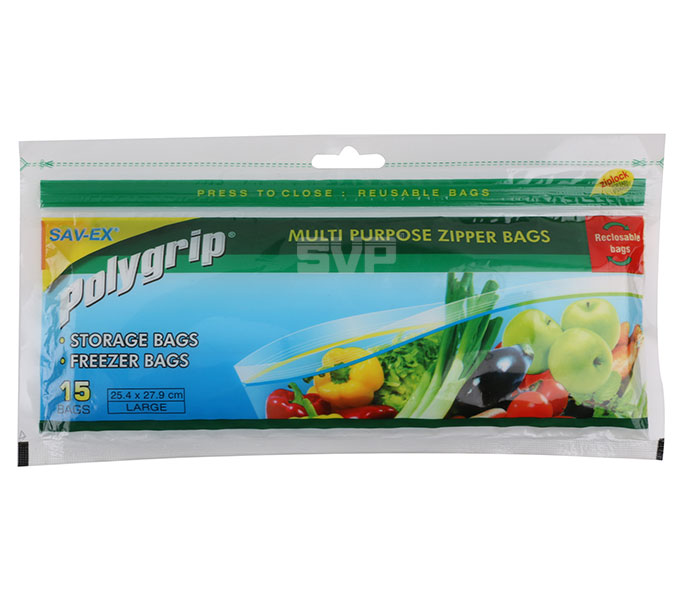 PRESS TO CLOSE : REUSABLE BAGS
ziplock
SAV-EX®
Polygrip®
MULTI PURPOSE ZIPPER BAGS
Reclosable
bags
SVP
• STORAGE BAGS
• FREEZER BAGS
15
BAGS
25.4 x 27.9 cm
LARGE